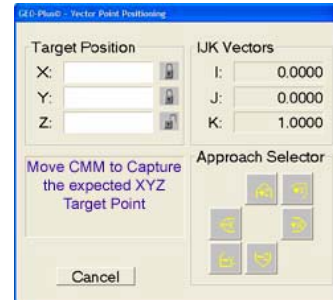 GEO-Plus© - Vector Point Positioning
Target Position
X:
Y:
Z:
IJK Vectors
I: 0.0000
J: 0.0000
K: 1.0000
Move CMM to Capture
the expected XYZ
Target Point
Approach Selector
Cancel